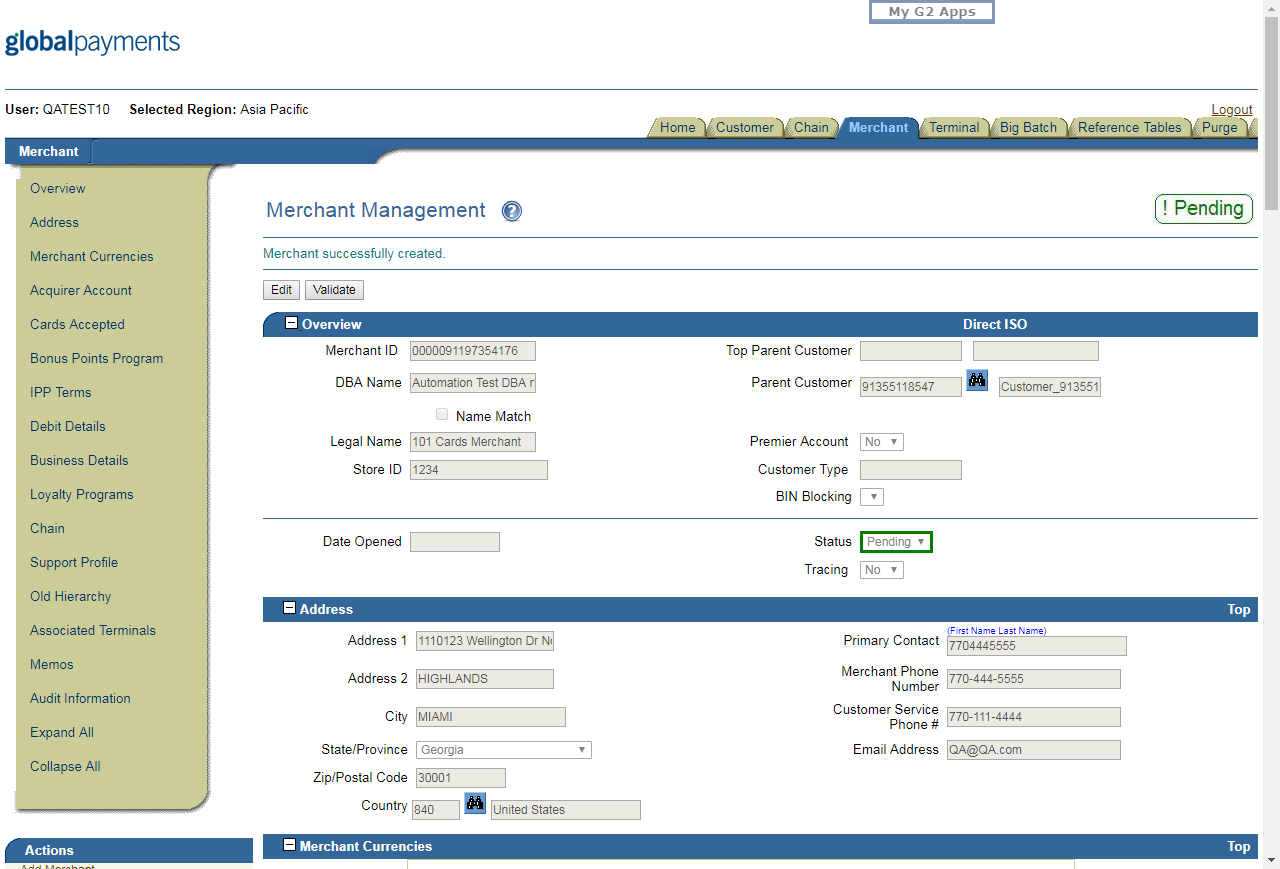 My G2 Apps
globalpayments
User: QATEST10 Selected Region: Asia Pacific
Logout
Home Customer Chain Merchant Terminal Big Batch Reference Tables Purge
Merchant
Overview
Address
Merchant Currencies
Acquirer Account
Cards Accepted
Bonus Points Program
IPP Terms
Debit Details
Business Details
Loyalty Programs
Chain
Support Profile
Old Hierarchy
Associated Terminals
Memos
Audit Information
Expand All
Collapse All
Actions
Add Merchant
Merchant Management ?
! Pending
Merchant successfully created.
Edit Validate
Overview Direct ISO
Merchant ID 0000091197354176 Top Parent Customer
DBA Name Automation Test DBA Parent Customer 91355118547 Customer_913551
Name Match
Legal Name 101 Cards Merchant Premier Account No
Store ID 1234 Customer Type
BIN Blocking
Date Opened Status Pending
Tracing No
Address Top
(First Name Last Name)
Address 1 1110123 Wellington Dr Primary Contact 7704445555
Address 2 HIGHLANDS Merchant Phone Number 770-444-5555
City MIAMI Customer Service Phone # 770-111-4444
State/Province Georgia Email Address QA@QA.com
Zip/Postal Code 30001
Country 840 United States
Merchant Currencies Top